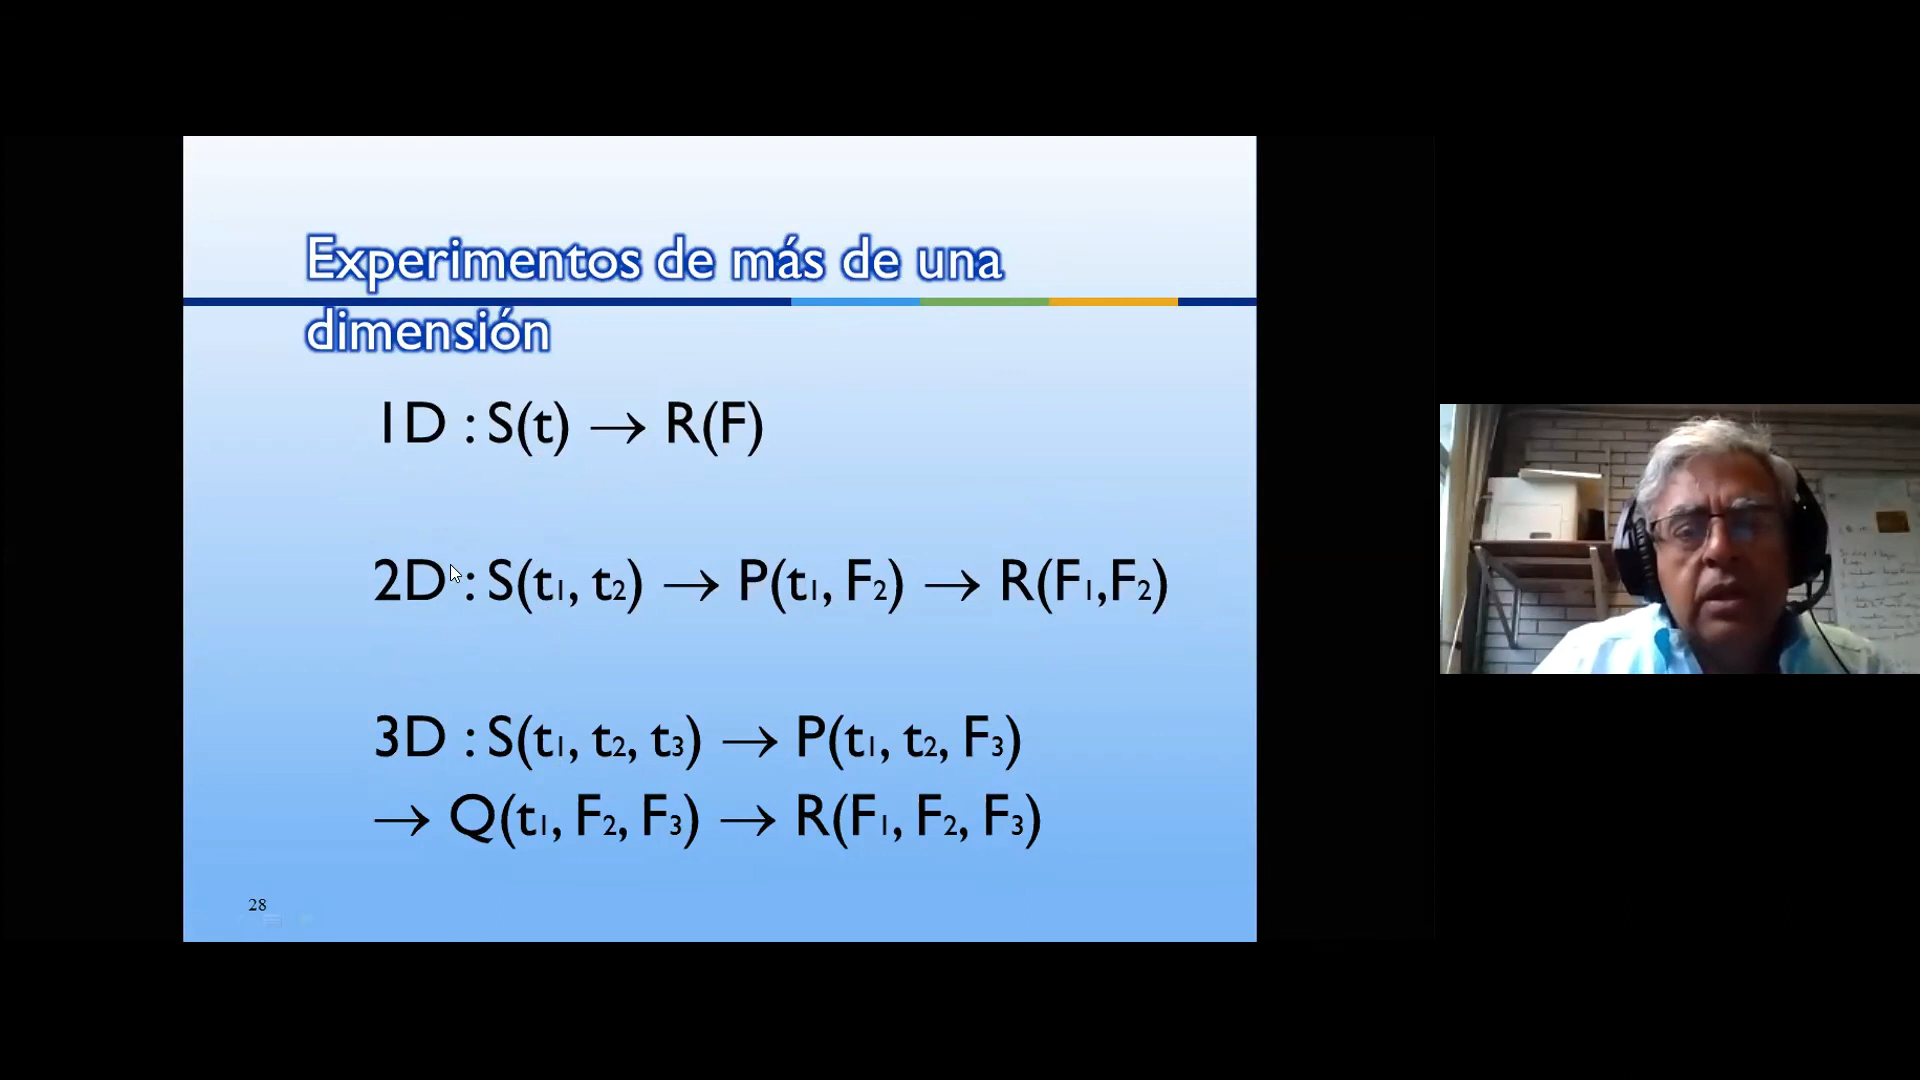 Experimentos de más de una
dimensión
1D : S(t) → R(F)
2D : S(t₁, t₂) → P(t₁, F₂) → R(F₁,F₂)
3D : S(t₁, t₂, t₃) → P(t₁, t₂, F₃)
→ Q(t₁, F₂, F₃) → R(F₁, F₂, F₃)
28